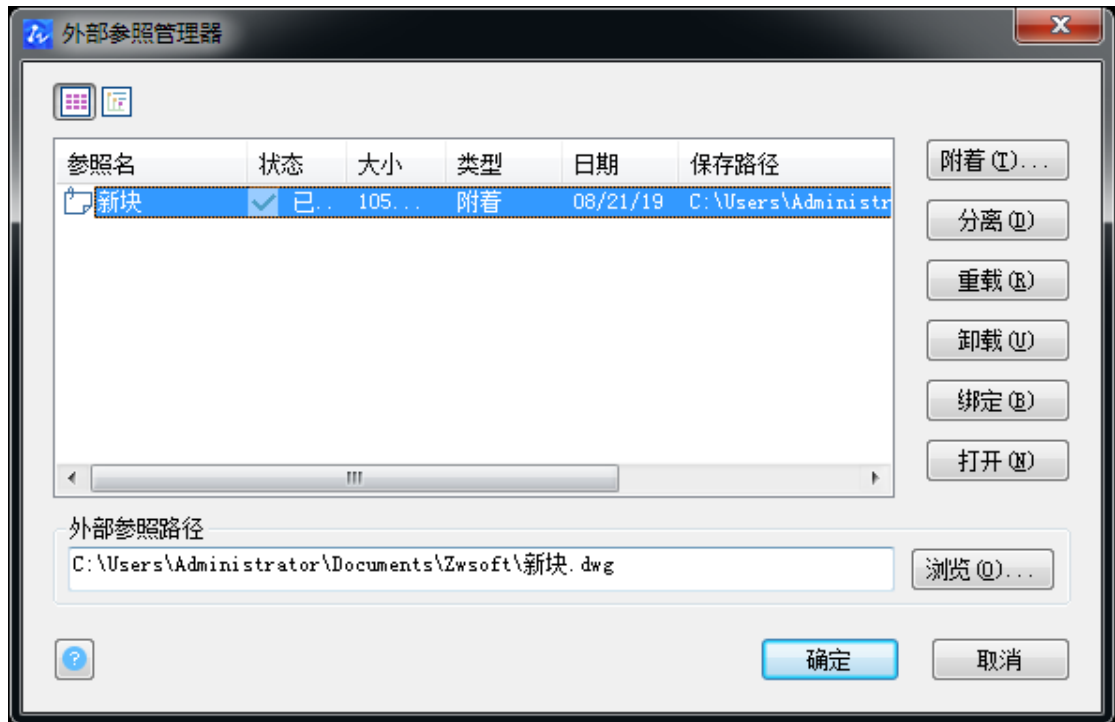 外部参照管理器
参照名 状态 大小 类型 日期 保存路径
新块 已.. 105... 附着 08/21/19 C:\Users\Administr
附着(T)...
分离(D)
重载(R)
卸载(U)
绑定(B)
打开(N)
外部参照路径
C:\Users\Administrator\Documents\Zwsoft\新块.dwg
浏览(O)...
?
确定 取消